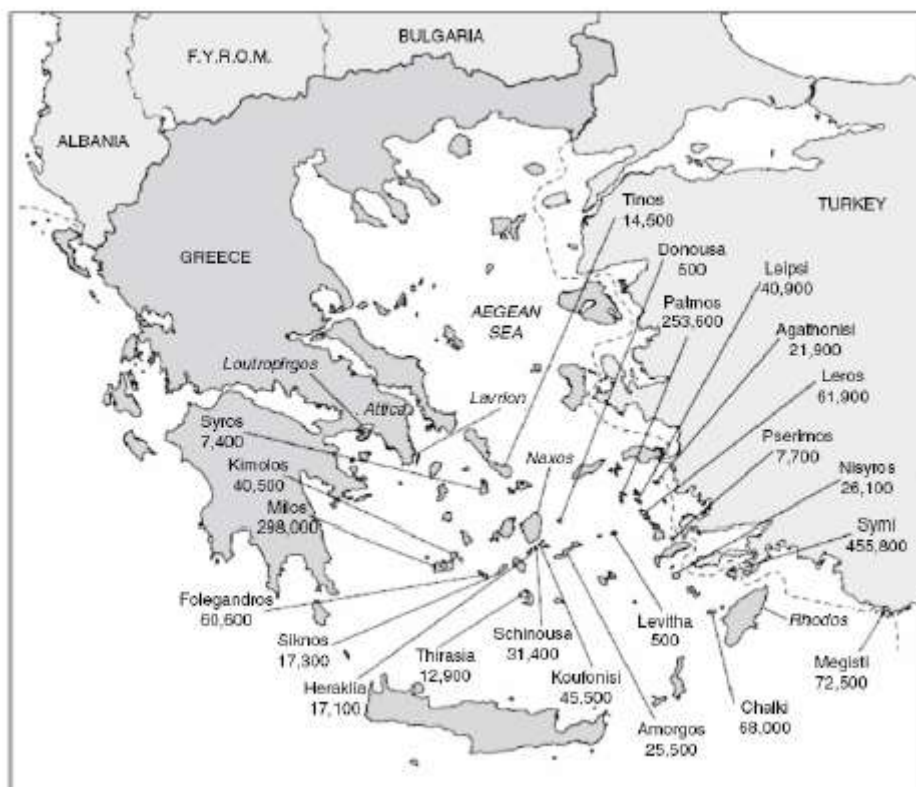 BULGARIA
F.Y.R.O.M.
ALBANIA
TURKEY
GREECE
AEGEAN
SEA
Tinos
14,500
Donousa
500
Leipsi
40,900
Palmos
253,600
Agathonisi
21,900
Leros
61,900
Pserimos
7,700
Nisyros
26,100
Symi
455,800
Loutropirgos
Attica
Lavrion
Naxos
Syros
7,400
Kimolos
40,500
Milos
298,000
Folegandros
60,600
Siknos
17,300
Heraklia
17,100
Thirasia
12,900
Schinousa
31,400
Koufonisi
45,500
Amorgos
25,500
Levitha
500
Rhodos
Megisti
72,500
Chalki
68,000